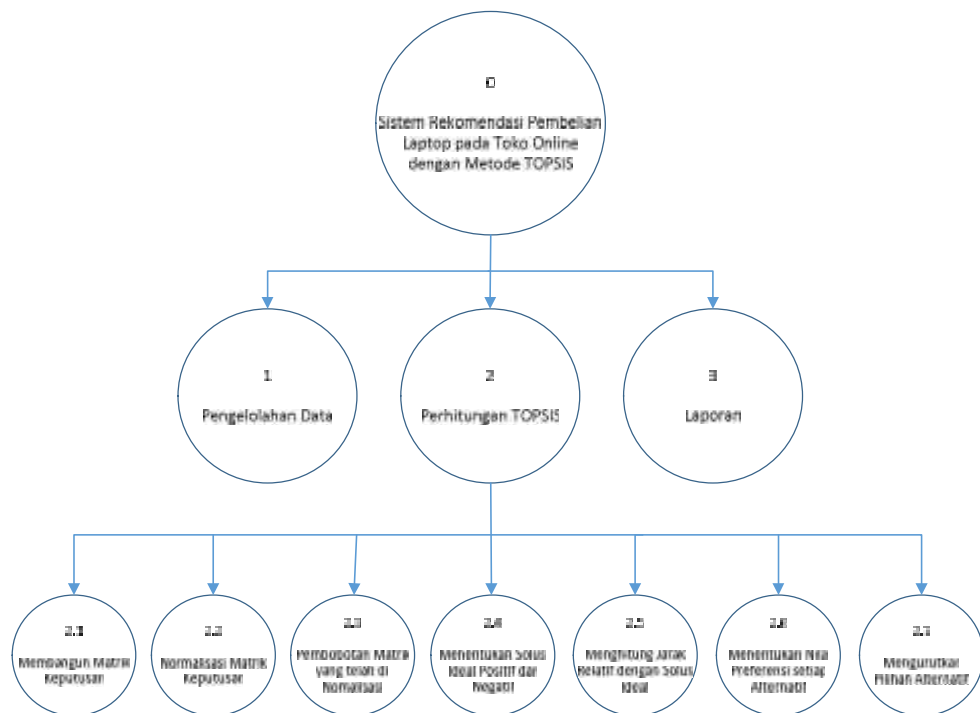 0
Sistem Rekomendasi Pembelian
Laptop pada Toko Online
dengan Metode TOPSIS
1
Pengelolahan Data
2
Perhitungan TOPSIS
3
Laporan
2.1
Membangun Matrik
Keputusan
2.2
Normalisasi Matrik
Keputusan
2.3
Pembobotan Matrik
yang telah di
Nomalisasi
2.4
Menentukan Solus
Ideal Positif dan
Negatif
2.5
Menghitung Jarak
Relatif dengan Solus
Ideal
2.6
Menentukan Nilai
Preferensi setiap
Alternatif
2.7
Mengurutkan
Pilihan Alternatif